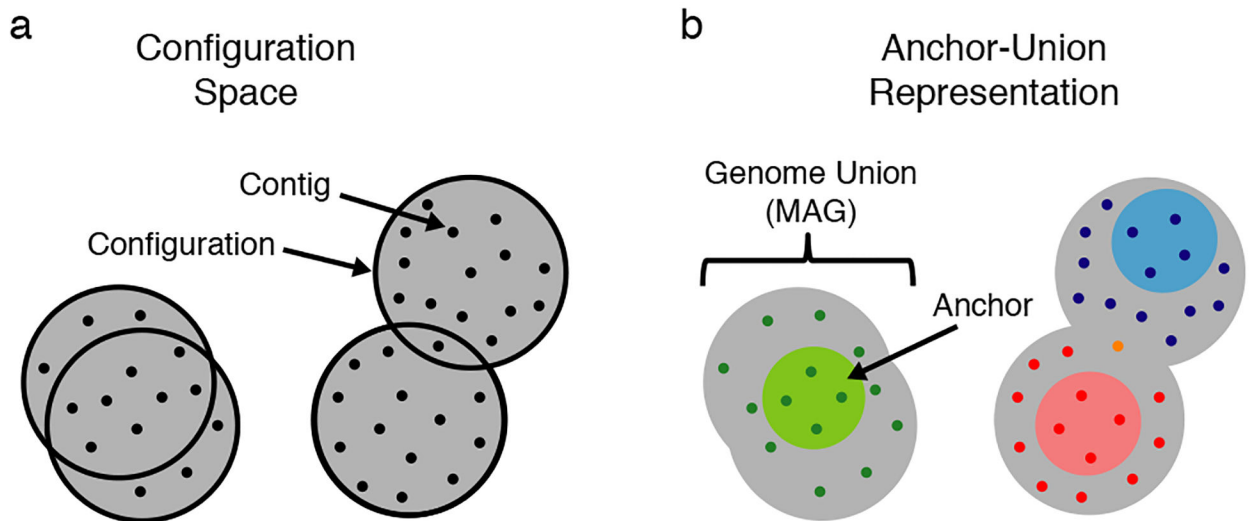 a
Configuration
Space
Contig
Configuration
b
Anchor-Union
Representation
Genome Union
(MAG)
Anchor